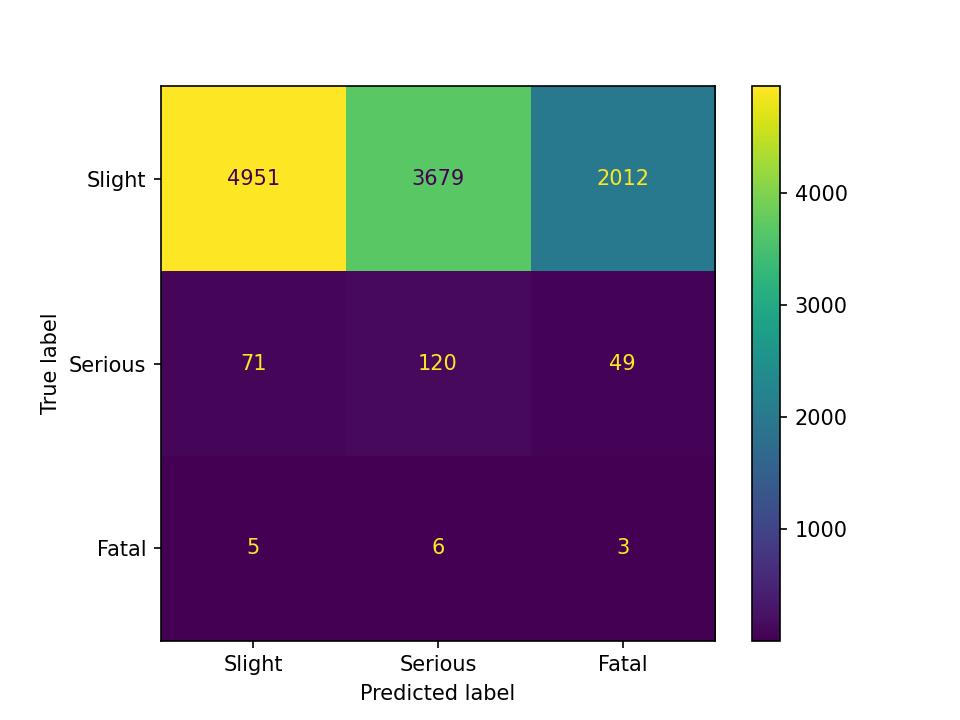 Slight 4951 3679 2012
Serious 71 120 49
Fatal 5 6 3
Slight Serious Fatal
Predicted label
True label
4000
3000
2000
1000